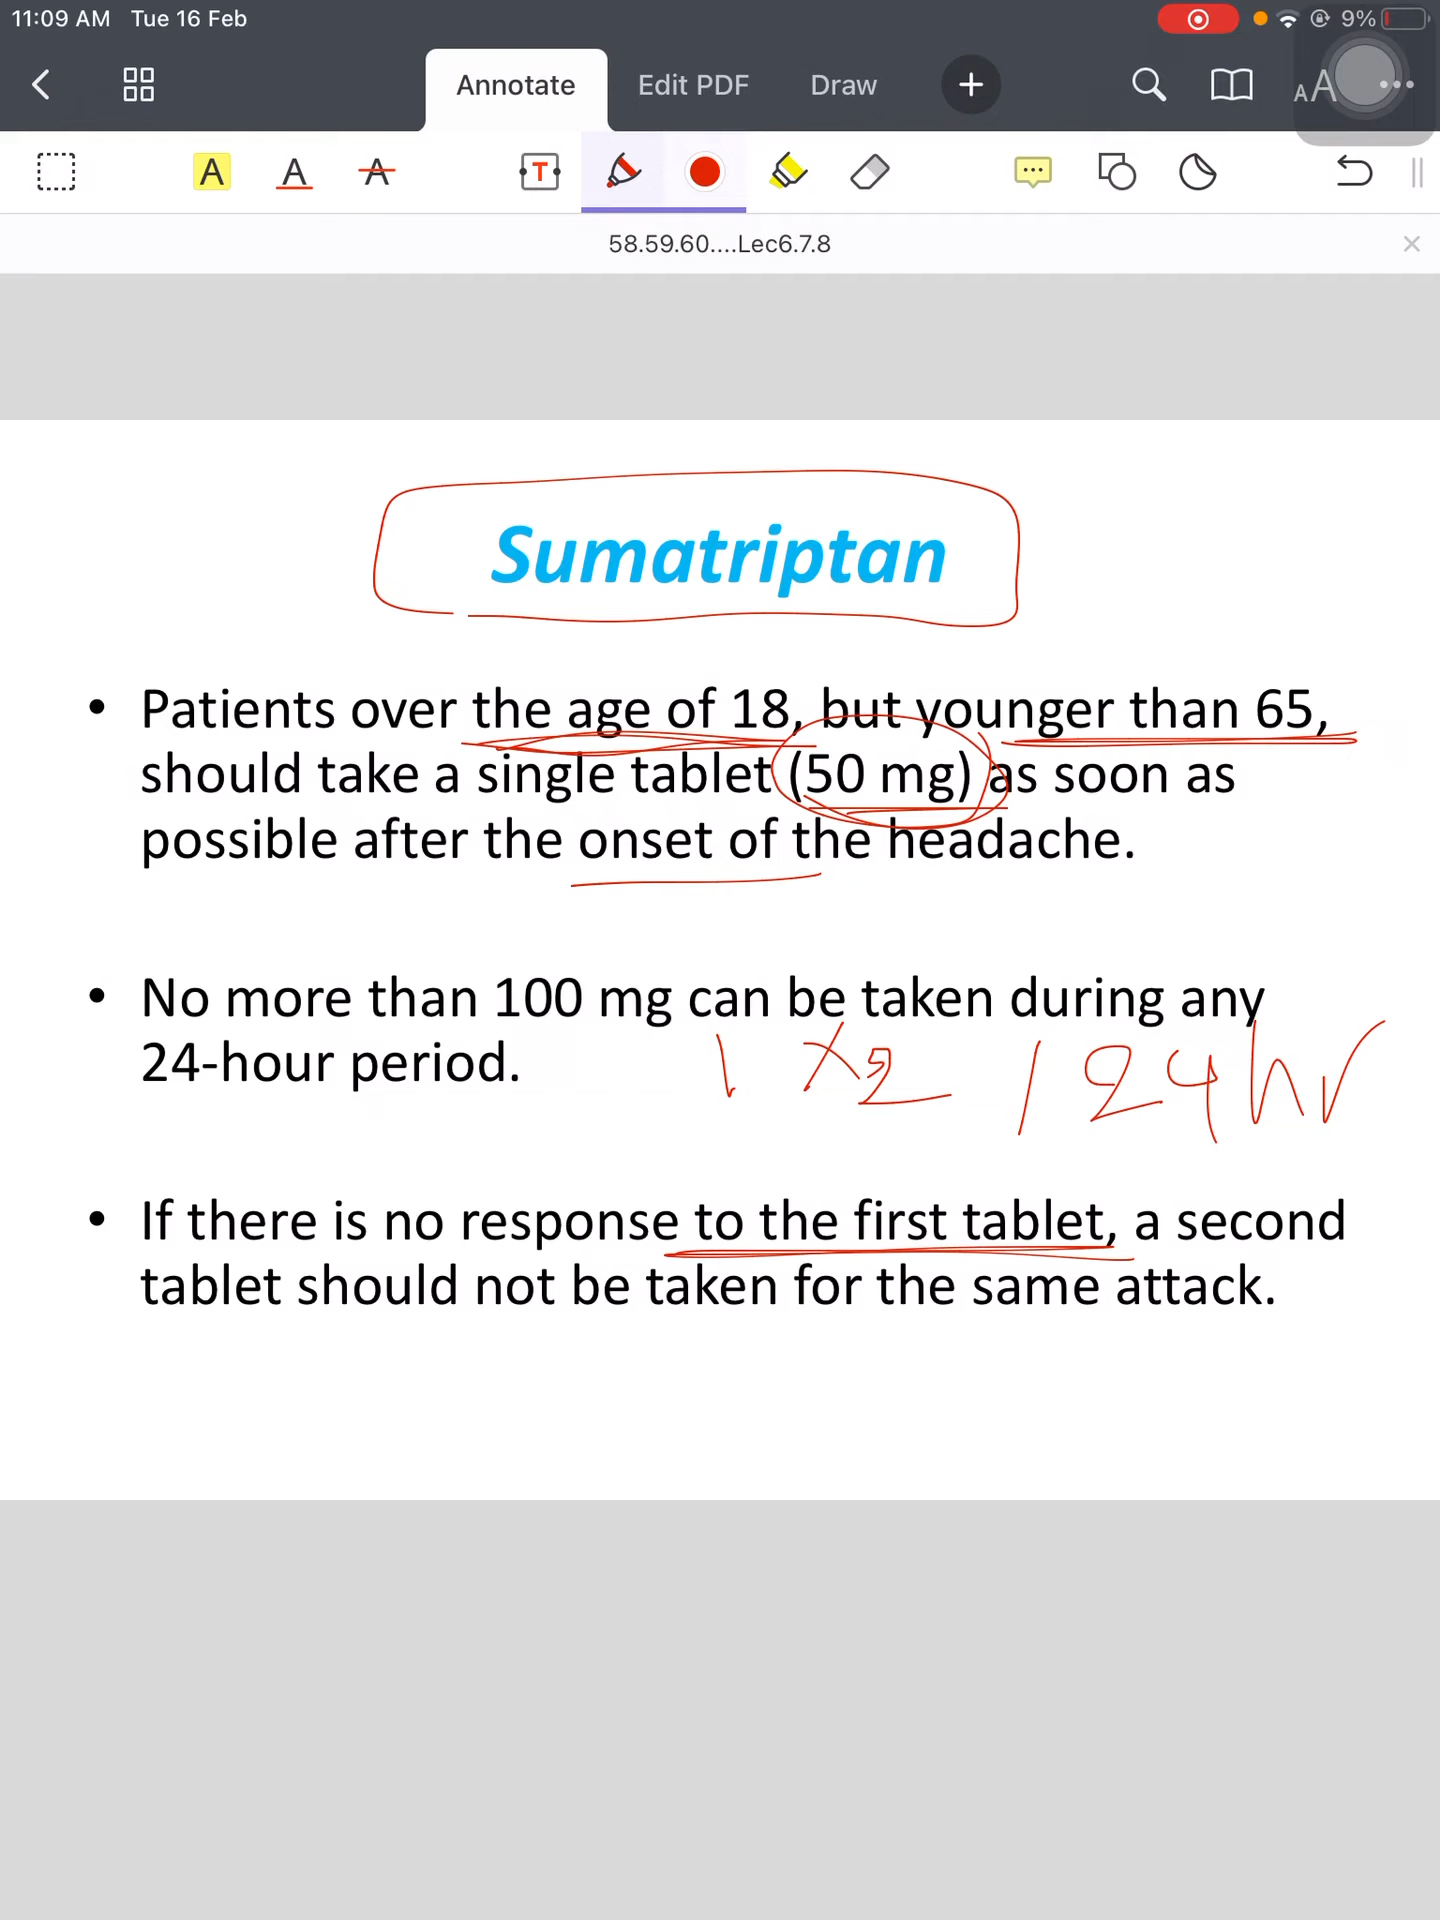 11:09 AM Tue 16 Feb
9%
Annotate Edit PDF Draw
58.59.60....Lec6.7.8
Sumatriptan
• Patients over the age of 18, but younger than 65,
should take a single tablet (50 mg) as soon as
possible after the onset of the headache.
• No more than 100 mg can be taken during any
24-hour period.
1 x2 / 24hr
• If there is no response to the first tablet, a second
tablet should not be taken for the same attack.